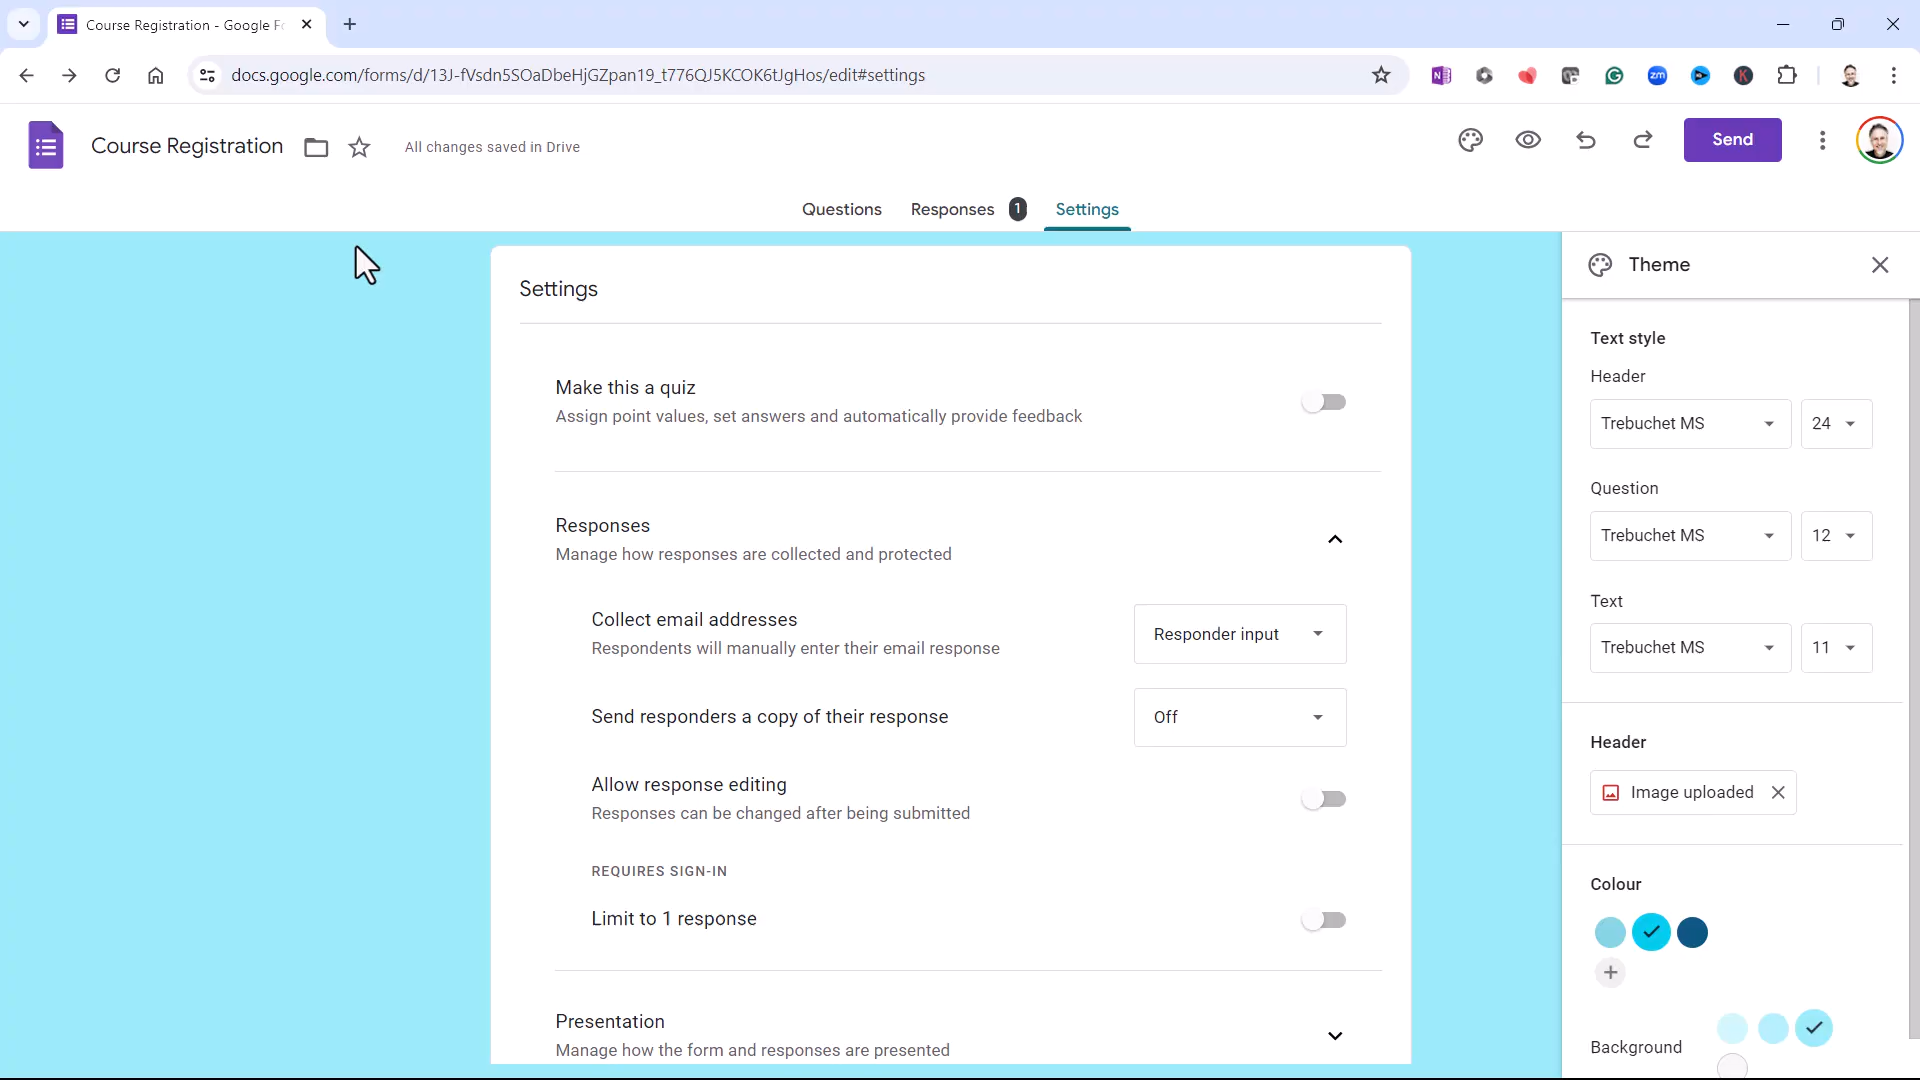 Course Registration - Google Fo
docs.google.com/forms/d/13J-fVsdn5SOaDbeHjGZpan19_t776QJ5KCOK6tJgHos/edit#settings
Course Registration
All changes saved in Drive
Send
Questions
Responses
1
Settings
Settings
Make this a quiz
Assign point values, set answers and automatically provide feedback
Responses
Manage how responses are collected and protected
Collect email addresses
Respondents will manually enter their email response
Responder input
Send responders a copy of their response
Off
Allow response editing
Responses can be changed after being submitted
REQUIRES SIGN-IN
Limit to 1 response
Presentation
Manage how the form and responses are presented
Theme
Text style
Header
Trebuchet MS
24
Question
Trebuchet MS
12
Text
Trebuchet MS
11
Header
Image uploaded
Colour
Background